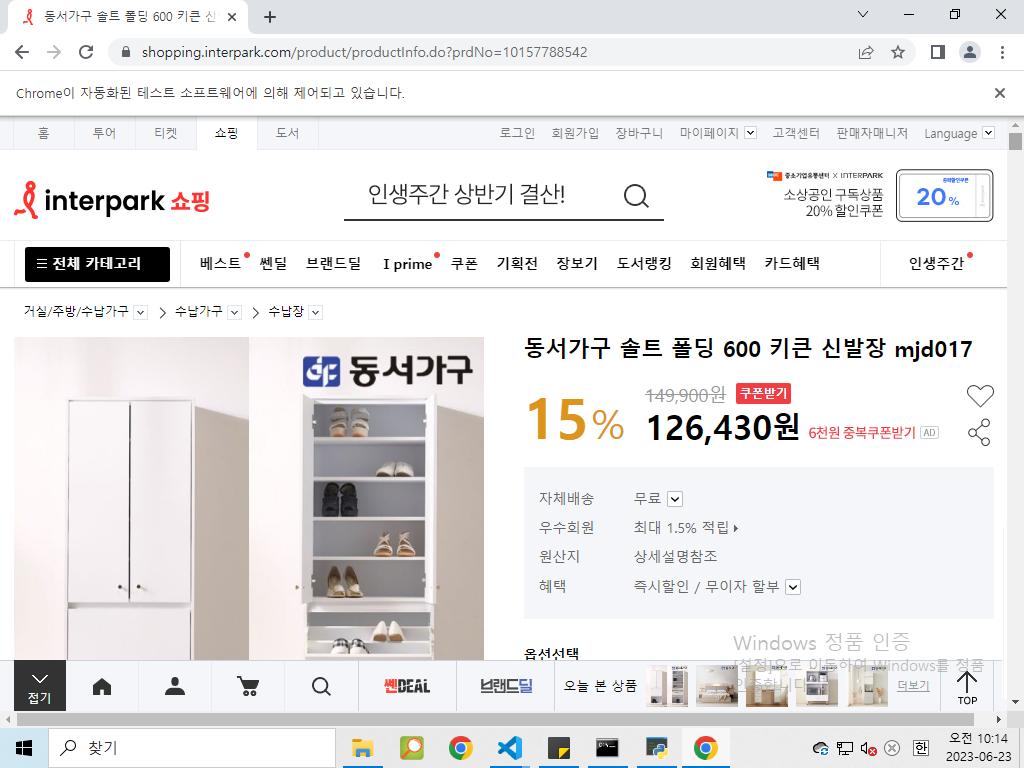 동서가구 솔트 폴딩 600 키큰 신
shopping.interpark.com/product/productInfo.do?prdNo=10157788542
Chrome이 자동화된 테스트 소프트웨어에 의해 제어되고 있습니다.
홈 투어 티켓 쇼핑 도서 로그인 회원가입 장바구니 마이페이지 고객센터 판매자매니저 Language
interpark 쇼핑
인생주간 상반기 결산!
중소기업유통센터 X INTERPARK
소상공인 구독상품
20% 할인쿠폰
20%
전체 카테고리 베스트 쎈딜 브랜드딜 I prime 쿠폰 기획전 장보기 도서랭킹 회원혜택 카드혜택 인생주간
거실/주방/수납가구 수납가구 수납장
동서가구
동서가구 솔트 폴딩 600 키큰 신발장 mjd017
15%
149,900원 쿠폰받기
126,430원 6천원 중복쿠폰받기 AD
자체배송 무료
우수회원 최대 1.5% 적립
원산지 상세설명참조
혜택 즉시할인 / 무이자 할부
옵션선택
Windows 정품 인증
[설정]으로 이동하여 Windows를 정품
인증합니다
접기 쎈DEAL 브랜드딜 오늘 본 상품 더보기 TOP
찾기
한
오전 10:14
2023-06-23